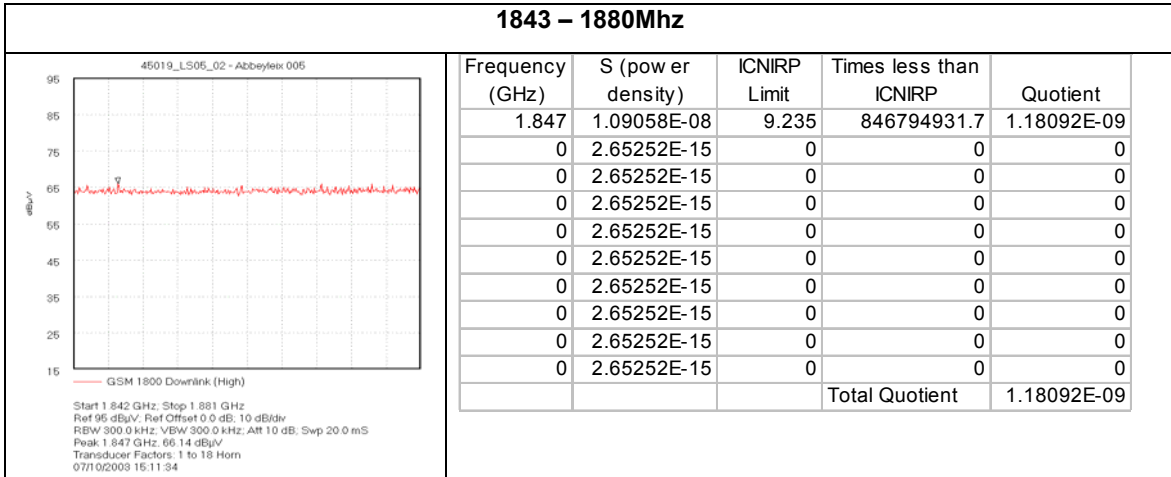 1843 – 1880Mhz
45019_LS05_02 - Abbeyleix 005
95
85
75
65
55
45
35
25
15
dBµV
GSM 1800 Downlink (High)
Start 1.842 GHz; Stop 1.881 GHz
Ref 95 dBµV; Ref Offset 0.0 dB; 10 dB/div
RBW 300.0 kHz; VBW 300.0 kHz; Att 10 dB; Swp 20.0 mS
Peak 1.847 GHz, 66.14 dBµV
Transducer Factors: 1 to 18 Horn
07/10/2003 15:11:34
Frequency (GHz) S (pow er density) ICNIRP Limit Times less than ICNIRP Quotient
1.847 1.09058E-08 9.235 846794931.7 1.18092E-09
0 2.65252E-15 0 0 0
0 2.65252E-15 0 0 0
0 2.65252E-15 0 0 0
0 2.65252E-15 0 0 0
0 2.65252E-15 0 0 0
0 2.65252E-15 0 0 0
0 2.65252E-15 0 0 0
0 2.65252E-15 0 0 0
0 2.65252E-15 0 0 0
Total Quotient 1.18092E-09